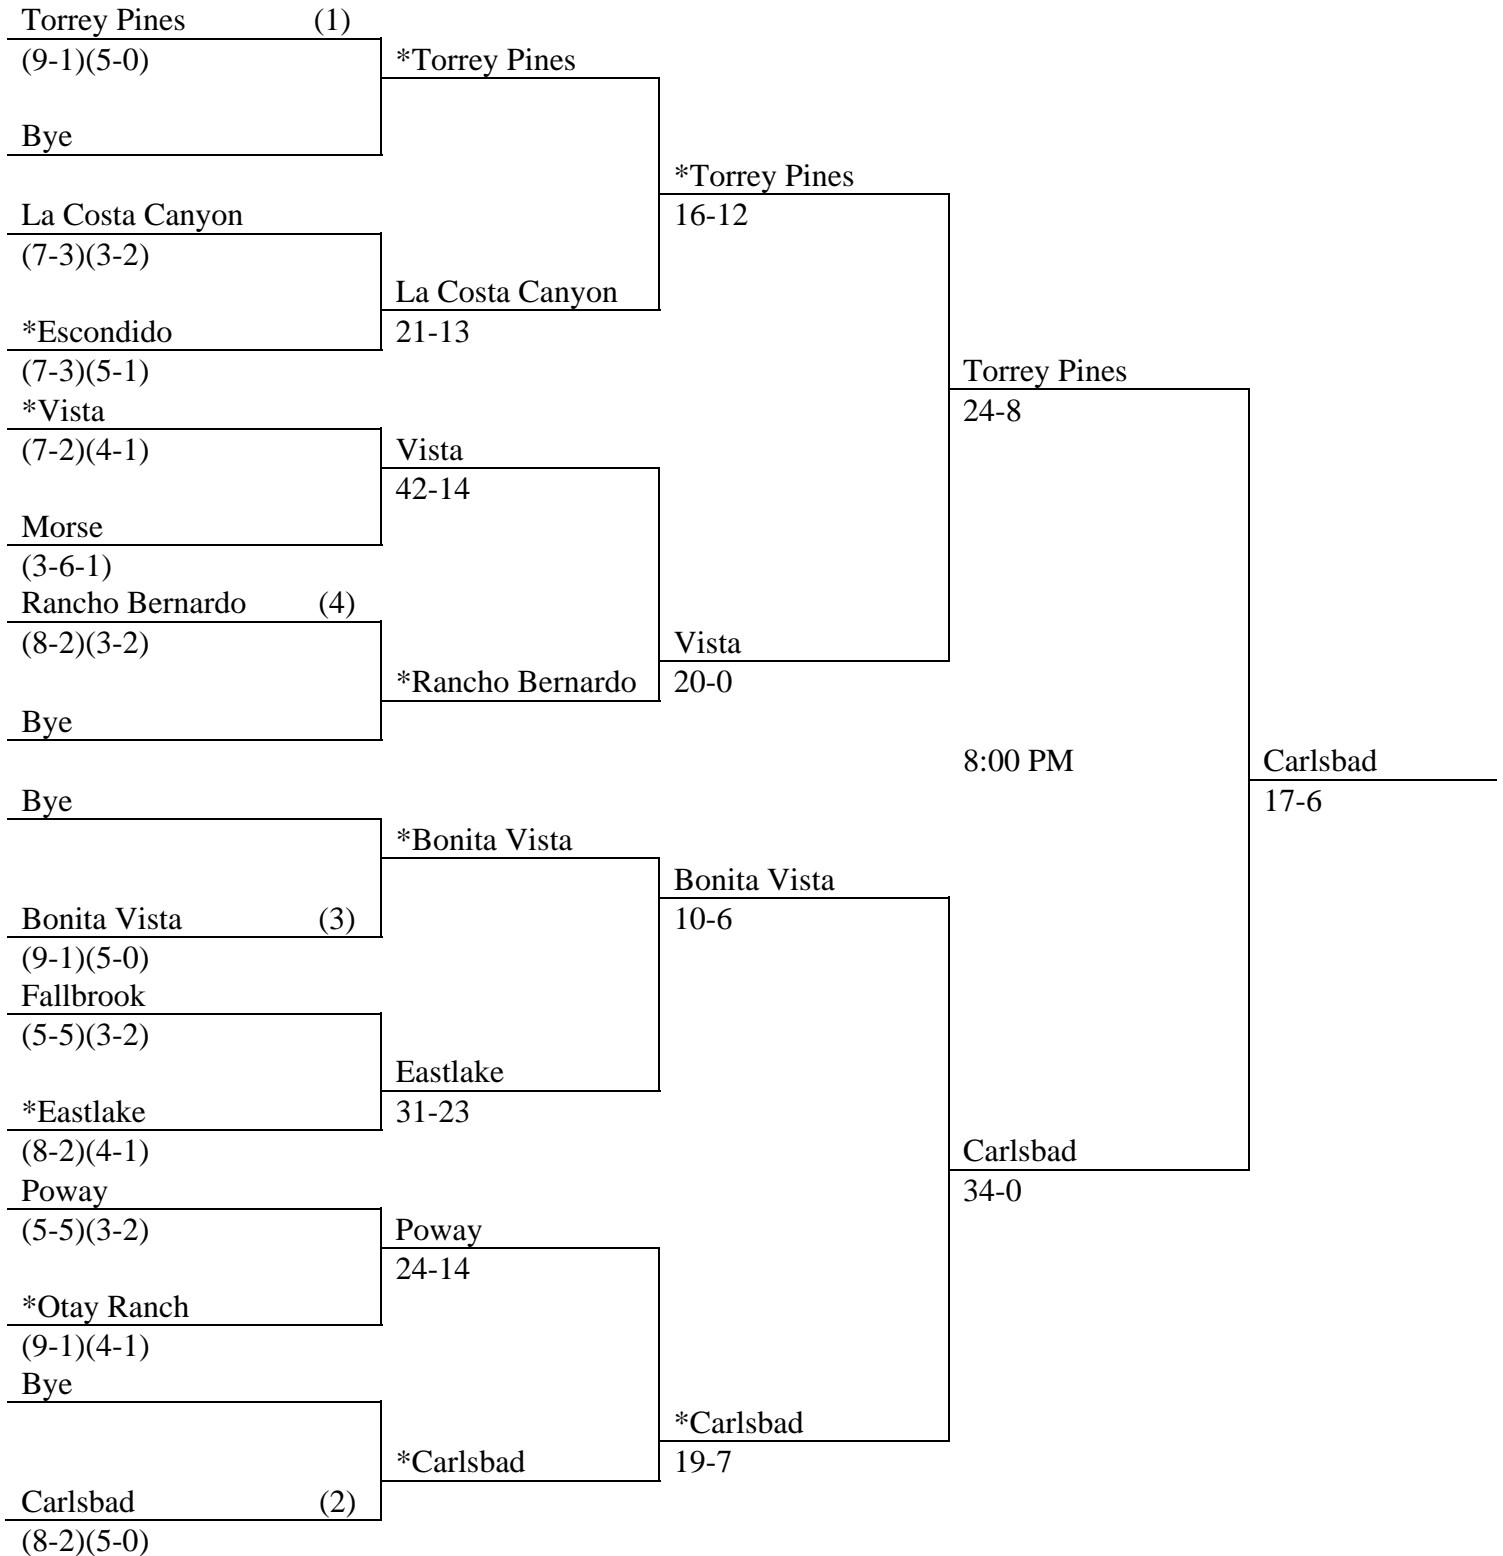 Torrey Pines (1)
(9-1)(5-0)
*Torrey Pines
Bye
*Torrey Pines
16-12
La Costa Canyon
(7-3)(3-2)
La Costa Canyon
21-13
*Escondido
(7-3)(5-1)
Torrey Pines
24-8
*Vista
(7-2)(4-1)
Vista
42-14
Morse
(3-6-1)
Rancho Bernardo (4)
(8-2)(3-2)
Vista
20-0
*Rancho Bernardo
Bye
8:00 PM
Carlsbad
17-6
Bye
*Bonita Vista
Bonita Vista
10-6
Bonita Vista (3)
(9-1)(5-0)
Fallbrook
(5-5)(3-2)
Eastlake
31-23
*Eastlake
(8-2)(4-1)
Carlsbad
34-0
Poway
(5-5)(3-2)
Poway
24-14
*Otay Ranch
(9-1)(4-1)
Bye
*Carlsbad
19-7
*Carlsbad
Carlsbad (2)
(8-2)(5-0)